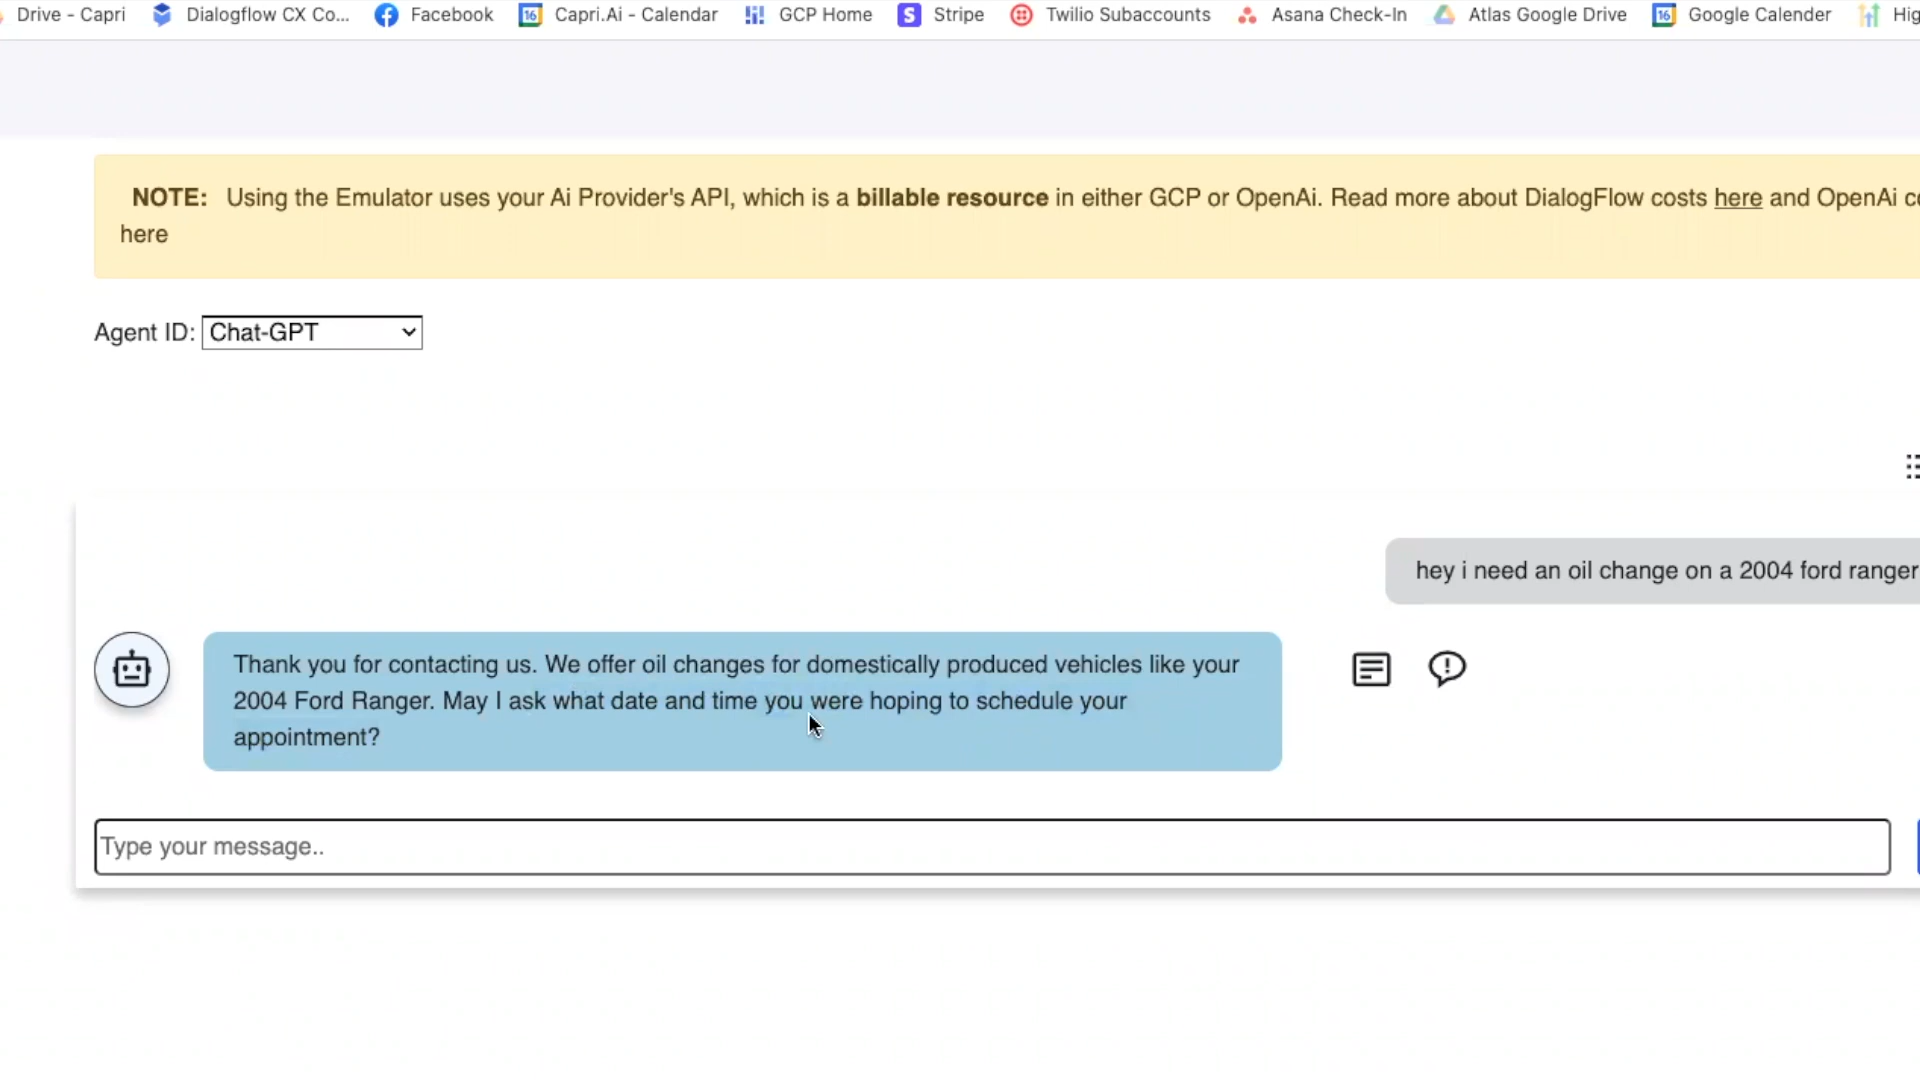 Drive - Capri Dialogflow CX Co... Facebook Capri.Ai - Calendar GCP Home Stripe Twilio Subaccounts Asana Check-In Atlas Google Drive Google Calender Hig
NOTE: Using the Emulator uses your Ai Provider's API, which is a billable resource in either GCP or OpenAi. Read more about DialogFlow costs here and OpenAi co
here
Agent ID: Chat-GPT
hey i need an oil change on a 2004 ford ranger
Thank you for contacting us. We offer oil changes for domestically produced vehicles like your
2004 Ford Ranger. May I ask what date and time you were hoping to schedule your
appointment?
Type your message..